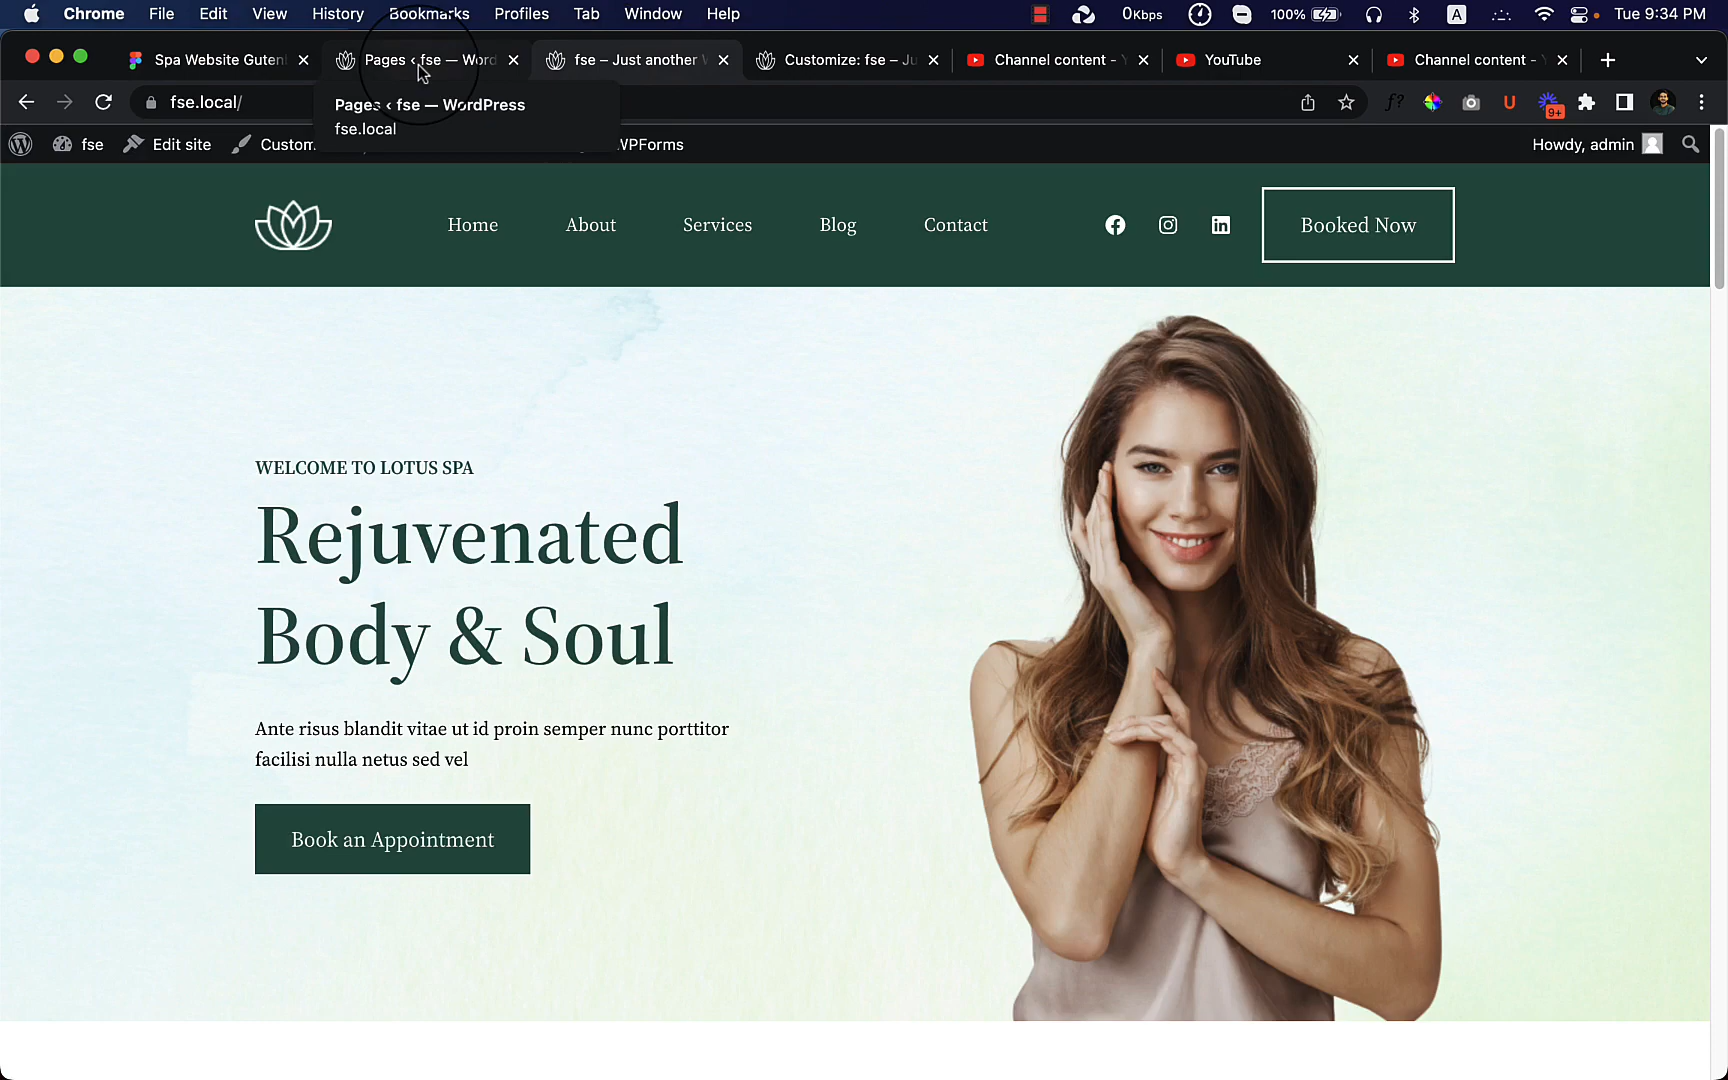 Chrome File Edit View History Bookmarks Profiles Tab Window Help 0Kbps 100% A Tue 9:34 PM
Spa Website Guten Pages ‹ fse — Word fse – Just another W Customize: fse – Ju Channel content - Y YouTube Channel content - Y
fse.local/ f? U 9+
Pages ‹ fse — WordPress
fse.local
fse Edit site Custom WPForms Howdy, admin
Home About Services Blog Contact Booked Now
WELCOME TO LOTUS SPA
Rejuvenated
Body & Soul
Ante risus blandit vitae ut id proin semper nunc porttitor
facilisi nulla netus sed vel
Book an Appointment